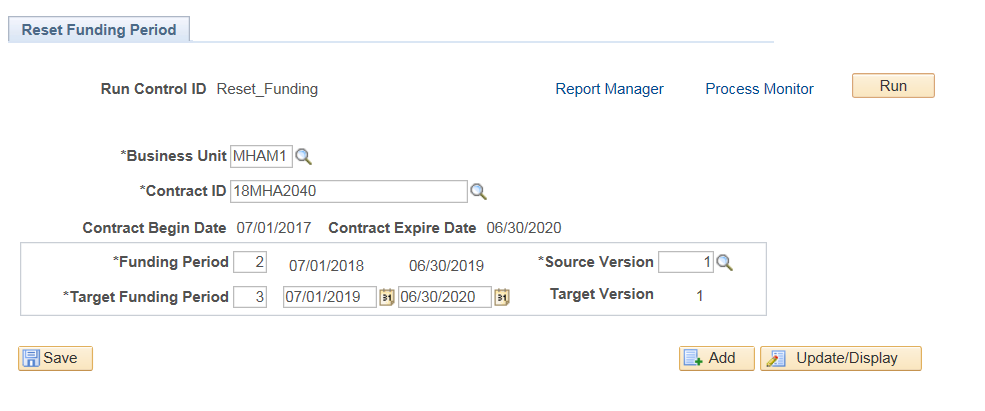 Reset Funding Period
Run Control ID Reset_Funding Report Manager Process Monitor Run
*Business Unit MHAM1
*Contract ID 18MHA2040
Contract Begin Date 07/01/2017 Contract Expire Date 06/30/2020
*Funding Period 2 07/01/2018 06/30/2019 *Source Version 1
*Target Funding Period 3 07/01/2019 31 06/30/2020 31 Target Version 1
Save Add Update/Display